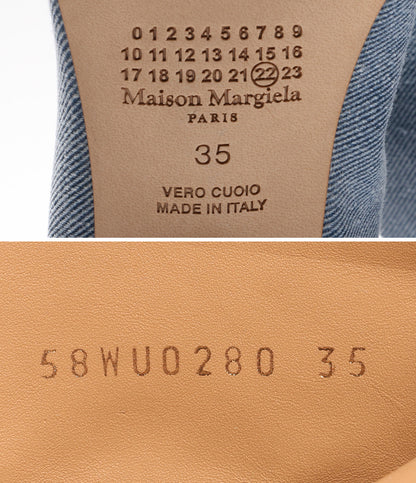 0 1 2 3 4 5 6 7 8 9
10 11 12 13 14 15 16
17 18 19 20 21 22 23
Maison Margiela
PARIS
35
VERO CUOIO
MADE IN ITALY
58WU0280 35